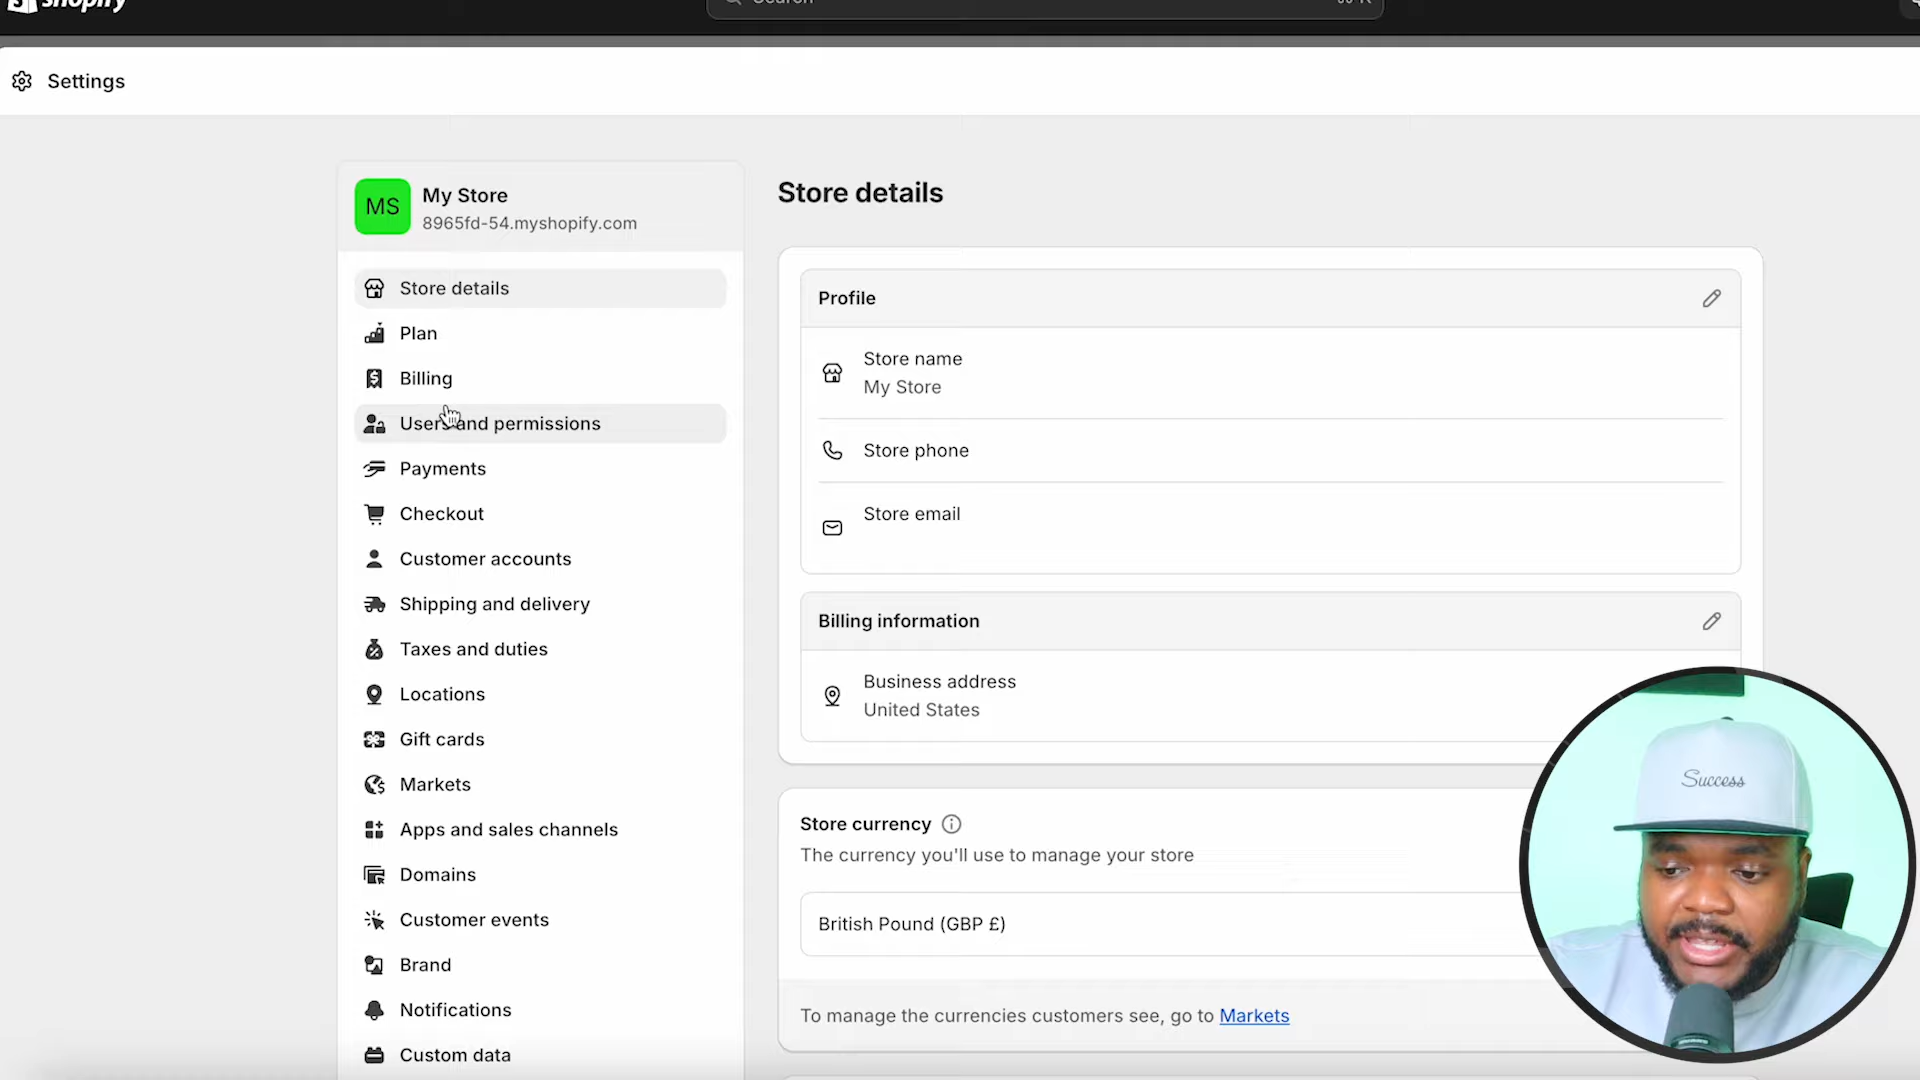 shopify
Search
⌘ K
Settings
MS
My Store
8965fd-54.myshopify.com
Store details
Plan
Billing
Users and permissions
Payments
Checkout
Customer accounts
Shipping and delivery
Taxes and duties
Locations
Gift cards
Markets
Apps and sales channels
Domains
Customer events
Brand
Notifications
Custom data
Store details
Profile
Store name
My Store
Store phone
Store email
Billing information
Business address
United States
Store currency
The currency you'll use to manage your store
British Pound (GBP £)
To manage the currencies customers see, go to Markets
Success